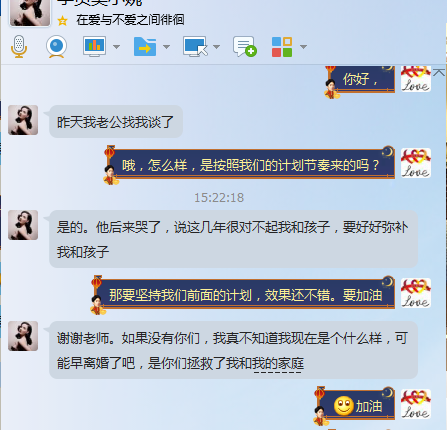 在爱与不爱之间徘徊
你好，
昨天我老公找我谈了
哦，怎么样，是按照我们的计划节奏来的吗？
15:22:18
是的。他后来哭了，说这几年很对不起我和孩子，要好好弥补
我和孩子
那要坚持我们前面的计划，效果还不错。要加油
谢谢老师。如果没有你们，我真不知道我现在是个什么样，可
能早离婚了吧，是你们拯救了我和我的家庭
加油